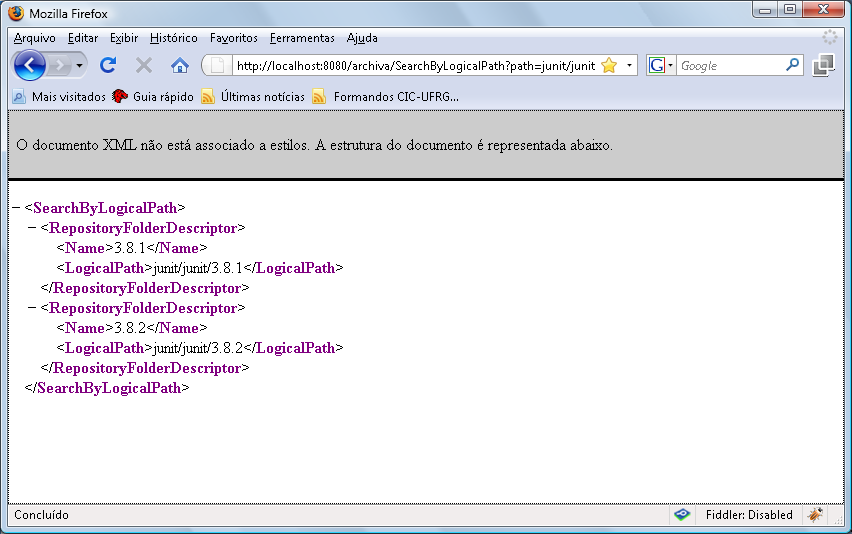 Mozilla Firefox
Arquivo Editar Exibir Histórico Favoritos Ferramentas Ajuda
http://localhost:8080/archiva/SearchByLogicalPath?path=junit/junit G Google
Mais visitados Guia rápido Últimas notícias Formandos CIC-UFRG...
O documento XML não está associado a estilos. A estrutura do documento é representada abaixo.
− <SearchByLogicalPath>
− <RepositoryFolderDescriptor>
<Name>3.8.1</Name>
<LogicalPath>junit/junit/3.8.1</LogicalPath>
</RepositoryFolderDescriptor>
− <RepositoryFolderDescriptor>
<Name>3.8.2</Name>
<LogicalPath>junit/junit/3.8.2</LogicalPath>
</RepositoryFolderDescriptor>
</SearchByLogicalPath>
Concluído Fiddler: Disabled